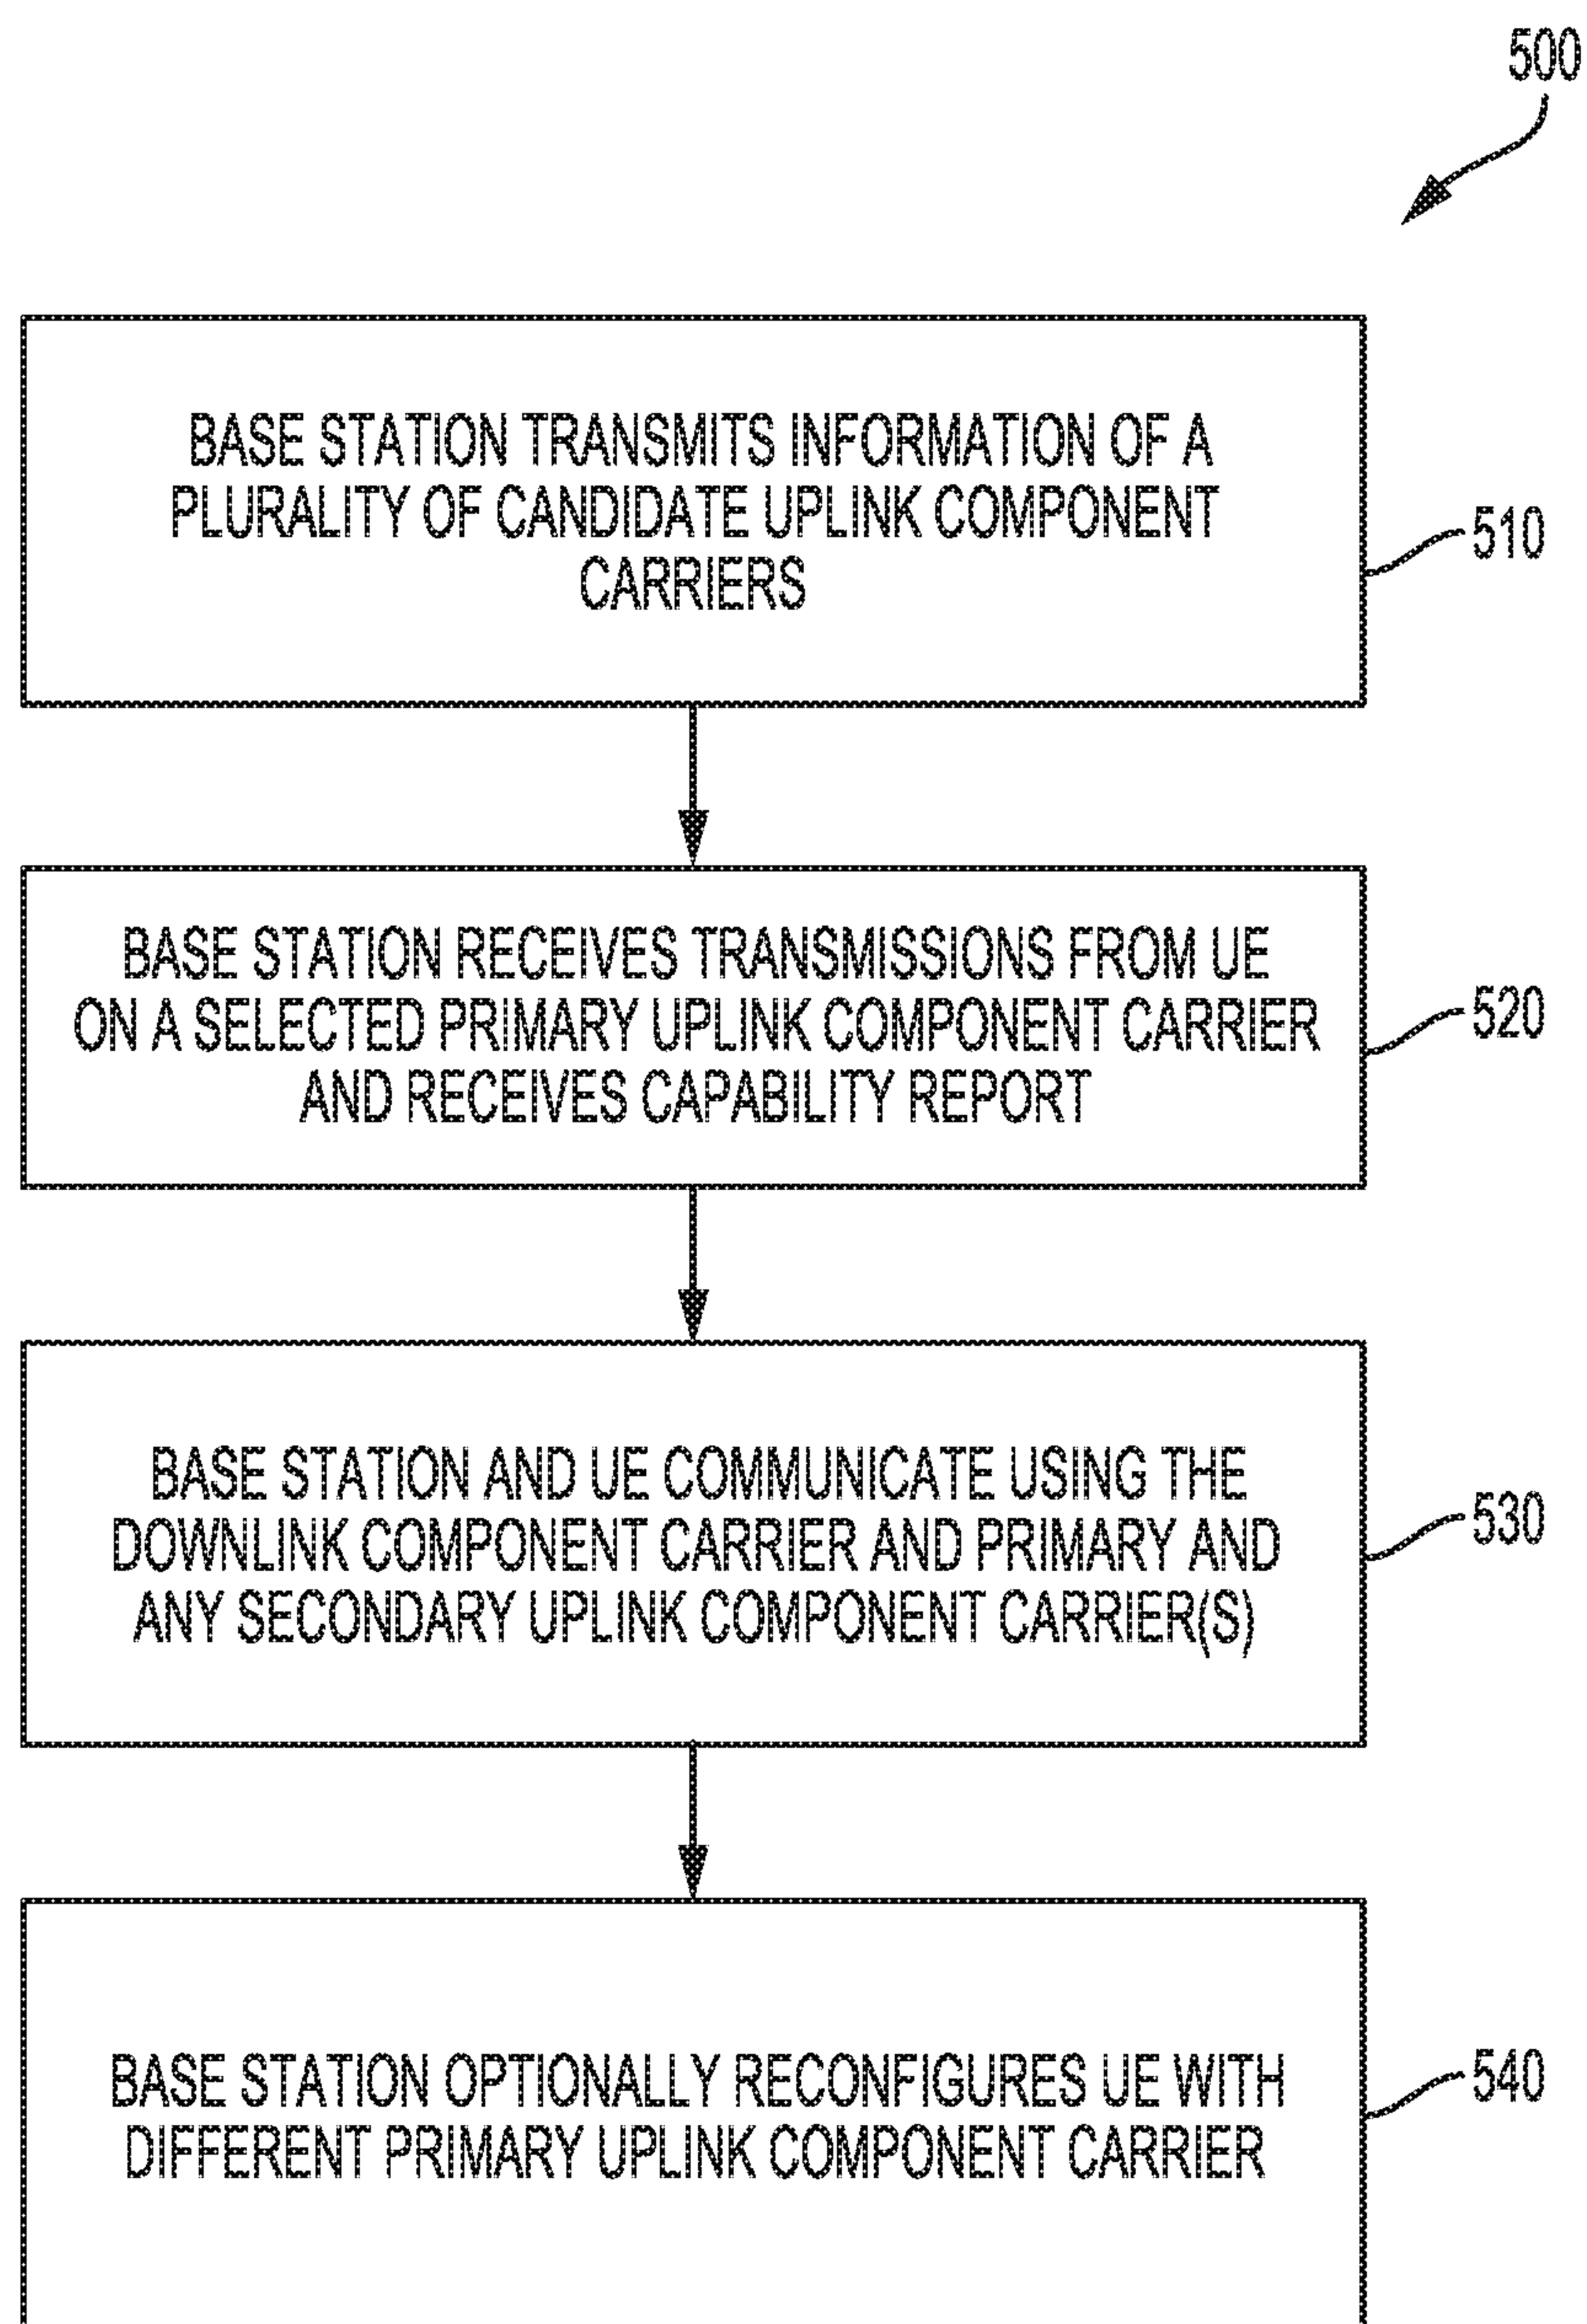 500
BASE STATION TRANSMITS INFORMATION OF A
PLURALITY OF CANDIDATE UPLINK COMPONENT
CARRIERS
510
BASE STATION RECEIVES TRANSMISSIONS FROM UE
ON A SELECTED PRIMARY UPLINK COMPONENT CARRIER
AND RECEIVES CAPABILITY REPORT
520
BASE STATION AND UE COMMUNICATE USING THE
DOWNLINK COMPONENT CARRIER AND PRIMARY AND
ANY SECONDARY UPLINK COMPONENT CARRIER(S)
530
BASE STATION OPTIONALLY RECONFIGURES UE WITH
DIFFERENT PRIMARY UPLINK COMPONENT CARRIER
540